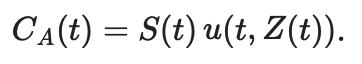 C_A(t) = S(t) u(t, Z(t)).